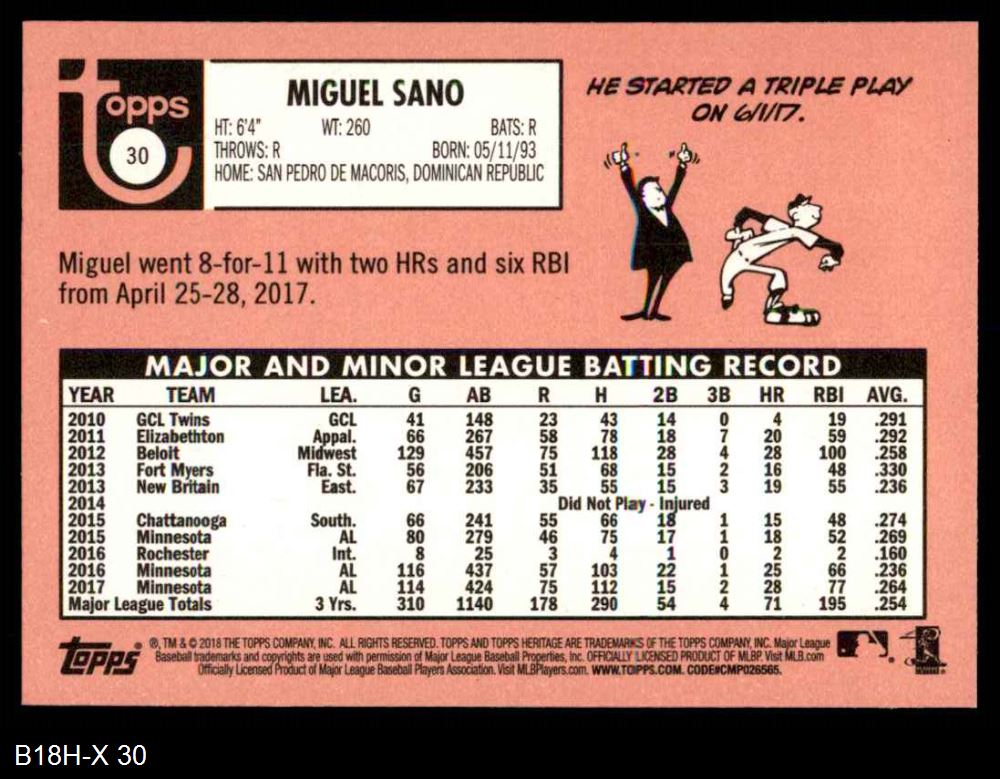 Topps
30
MIGUEL SANO
HT: 6'4" WT: 260 BATS: R
THROWS: R BORN: 05/11/93
HOME: SAN PEDRO DE MACORIS, DOMINICAN REPUBLIC
HE STARTED A TRIPLE PLAY
ON 6/1/17.
Miguel went 8-for-11 with two HRs and six RBI
from April 25-28, 2017.
MAJOR AND MINOR LEAGUE BATTING RECORD
YEAR TEAM LEA. G AB R H 2B 3B HR RBI AVG.
2010 GCL Twins GCL 41 148 23 43 14 0 4 19 .291
2011 Elizabethton Appal. 66 267 58 78 18 7 20 59 .292
2012 Beloit Midwest 129 457 75 118 28 4 28 100 .258
2013 Fort Myers Fla. St. 56 206 51 68 15 2 16 48 .330
2013 New Britain East. 67 233 35 55 15 3 19 55 .236
2014 Did Not Play - Injured
2015 Chattanooga South. 66 241 55 66 18 1 15 48 .274
2015 Minnesota AL 80 279 46 75 17 1 18 52 .269
2016 Rochester Int. 8 25 3 4 1 0 2 2 .160
2016 Minnesota AL 116 437 57 103 22 1 25 66 .236
2017 Minnesota AL 114 424 75 112 15 2 28 77 .264
Major League Totals 3 Yrs. 310 1140 178 290 54 4 71 195 .254
Topps ®, TM & © 2018 THE TOPPS COMPANY, INC. ALL RIGHTS RESERVED. TOPPS AND TOPPS HERITAGE ARE TRADEMARKS OF THE TOPPS COMPANY, INC. Major League
Baseball trademarks and copyrights are used with permission of Major League Baseball Properties, Inc. OFFICIALLY LICENSED PRODUCT OF MLBP. Visit MLB.com
Officially Licensed Product of Major League Baseball Players Association. Visit MLBPlayers.com. WWW.TOPPS.COM. CODE#CMP026565.
B18H-X 30